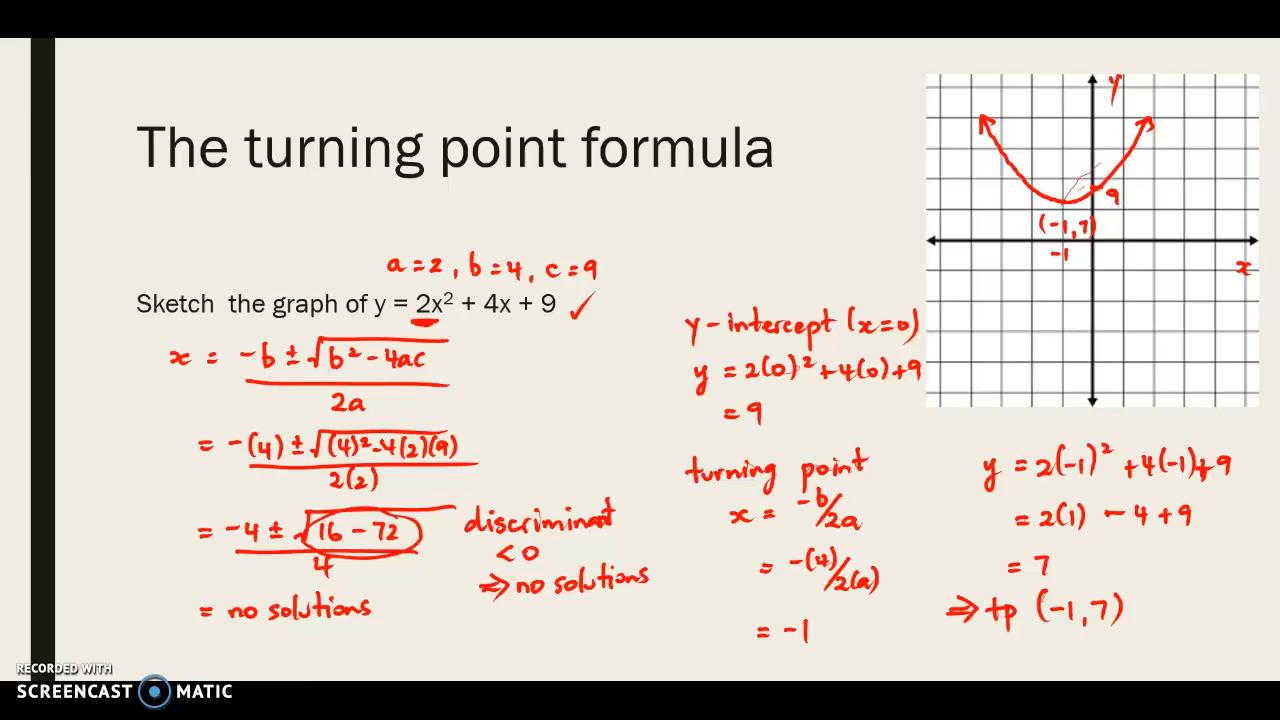 The turning point formula
a = 2, b = 4, c = 9
Sketch the graph of y = 2x² + 4x + 9 ✓
x = -b ± √b² - 4ac
2a
= -(4) ± √(4)² - 4(2)(9)
2(2)
= -4 ± √16 - 72
4
= no solutions
discriminant
< 0
⇒ no solutions
y-intercept (x=0)
y = 2(0)² + 4(0) + 9
= 9
turning point
x = -b/2a
= -(4)/2(a)
= -1
y
9
(-1, 7)
-1
x
y = 2(-1)² + 4(-1) + 9
= 2(1) - 4 + 9
= 7
⇒ tp (-1, 7)
RECORDED WITH
SCREENCAST MATIC